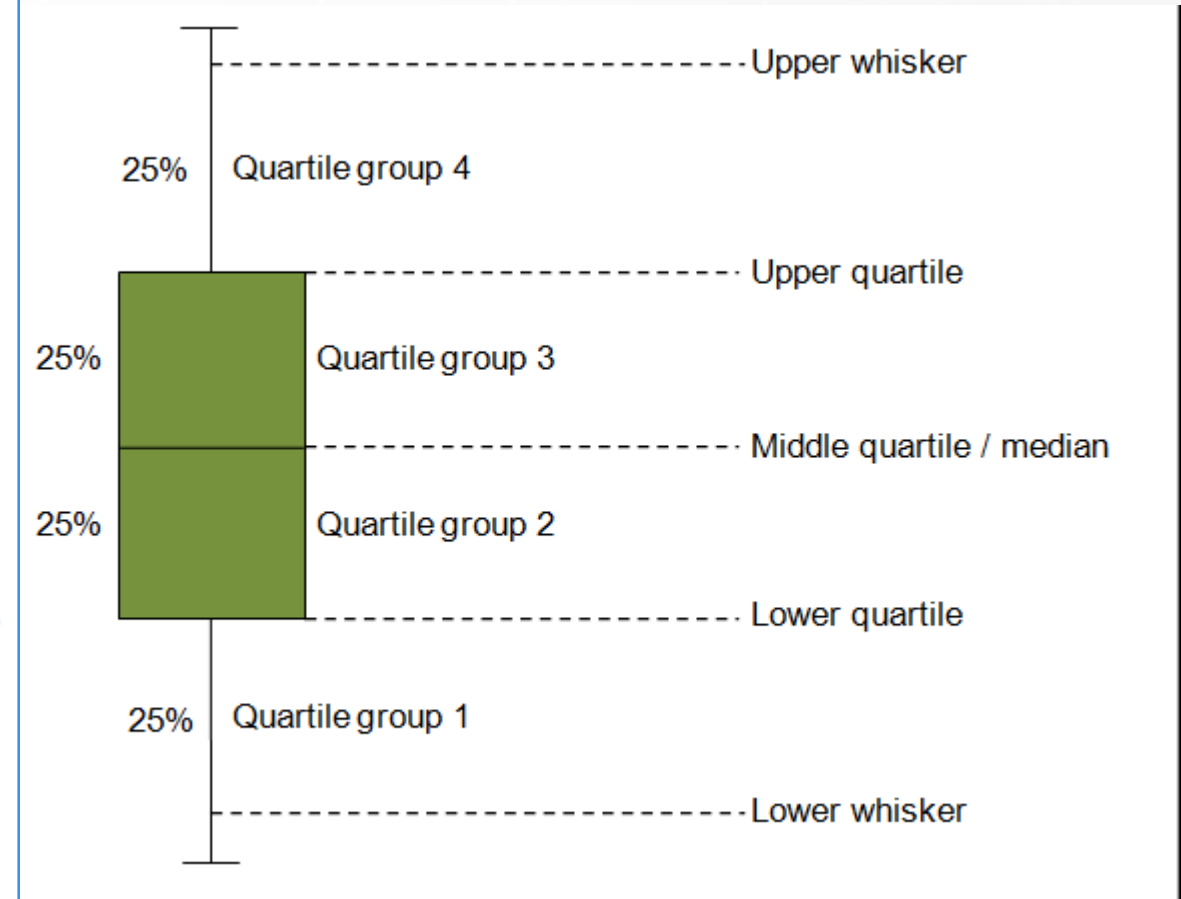 Upper whisker
25% Quartile group 4
Upper quartile
25% Quartile group 3
Middle quartile / median
25% Quartile group 2
Lower quartile
25% Quartile group 1
Lower whisker